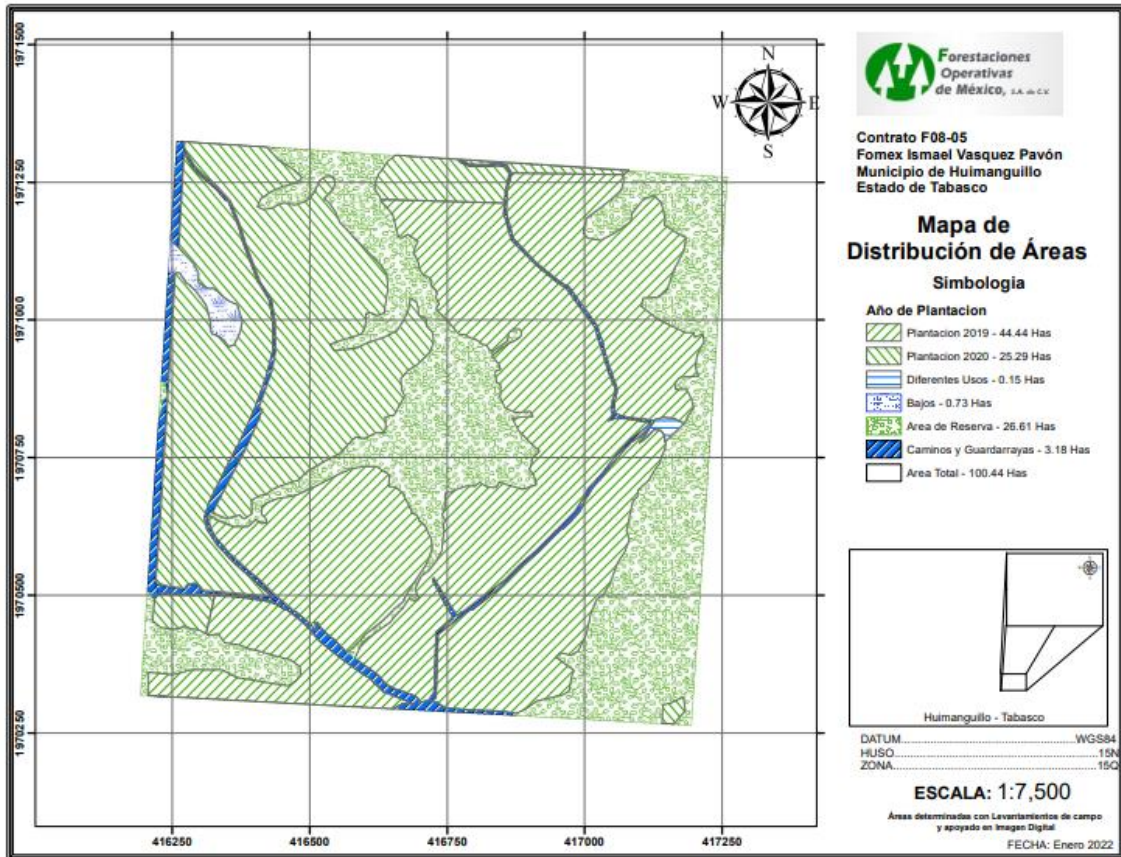 Forestaciones
Operativas
de México, S.A. de C.V.
Contrato F08-05
Fomex Ismael Vasquez Pavón
Municipio de Huimanguillo
Estado de Tabasco
Mapa de
Distribución de Áreas
Simbologia
Año de Plantacion
Plantacion 2019 - 44.44 Has
Plantacion 2020 - 25.29 Has
Diferentes Usos - 0.15 Has
Bajos - 0.73 Has
Area de Reserva - 26.61 Has
Caminos y Guardarrayas - 3.18 Has
Area Total - 100.44 Has
Huimanguillo - Tabasco
DATUM........................................WGS84
HUSO........................................15N
ZONA........................................15Q
ESCALA: 1:7,500
Áreas determinadas con Levantamientos de campo
y apoyado en Imagen Digital
FECHA: Enero 2022
N
W E
S
1971500
1971250
1971000
1970750
1970500
1970250
416250 416500 416750 417000 417250